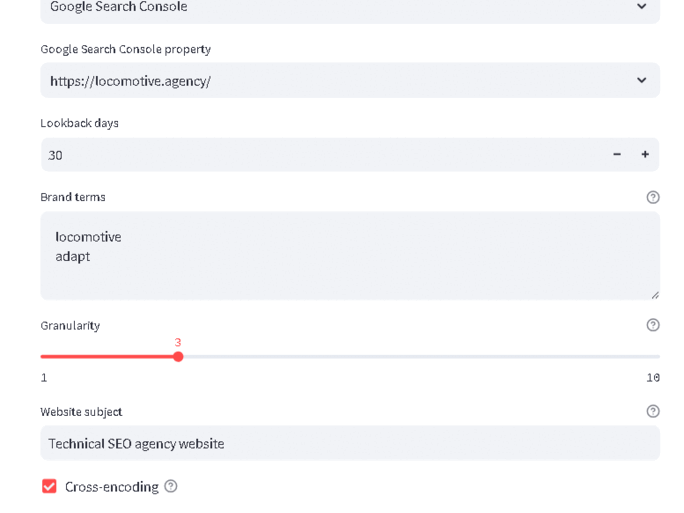 Google Search Console
Google Search Console property
https://locomotive.agency/
Lookback days
30
Brand terms
locomotive
adapt
Granularity
3
1 10
Website subject
Technical SEO agency website
Cross-encoding